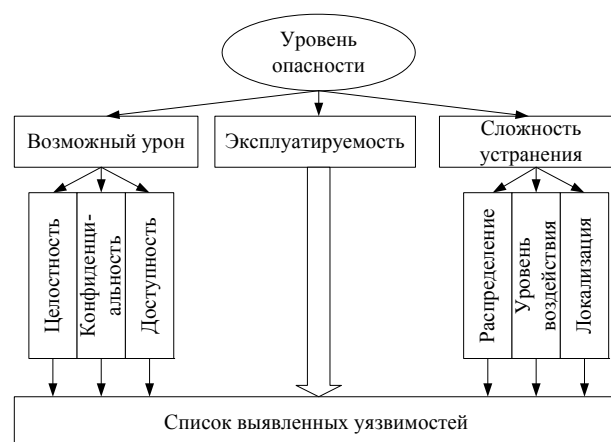 Уровень
опасности
Возможный урон
Эксплуатируемость
Сложность
устранения
Целостность
Конфиденци-
альность
Доступность
Распределение
Уровень
воздействия
Локализация
Список выявленных уязвимостей